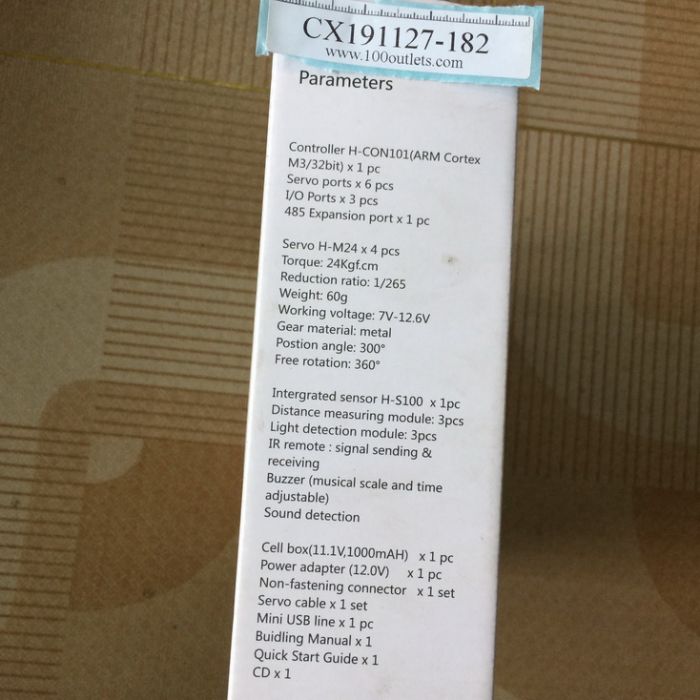 CX191127-182
www.100outlets.com
Parameters
Controller H-CON101(ARM Cortex
M3/32bit) x 1 pc
Servo ports x 6 pcs
I/O Ports x 3 pcs
485 Expansion port x 1 pc
Servo H-M24 x 4 pcs
Torque: 24Kgf.cm
Reduction ratio: 1/265
Weight: 60g
Working voltage: 7V-12.6V
Gear material: metal
Postion angle: 300°
Free rotation: 360°
Intergrated sensor H-S100 x 1pc
Distance measuring module: 3pcs
Light detection module: 3pcs
IR remote : signal sending &
receiving
Buzzer (musical scale and time
adjustable)
Sound detection
Cell box(11.1V,1000mAH) x 1 pc
Power adapter (12.0V) x 1 pc
Non-fastening connector x 1 set
Servo cable x 1 set
Mini USB line x 1 pc
Buidling Manual x 1
Quick Start Guide x 1
CD x 1